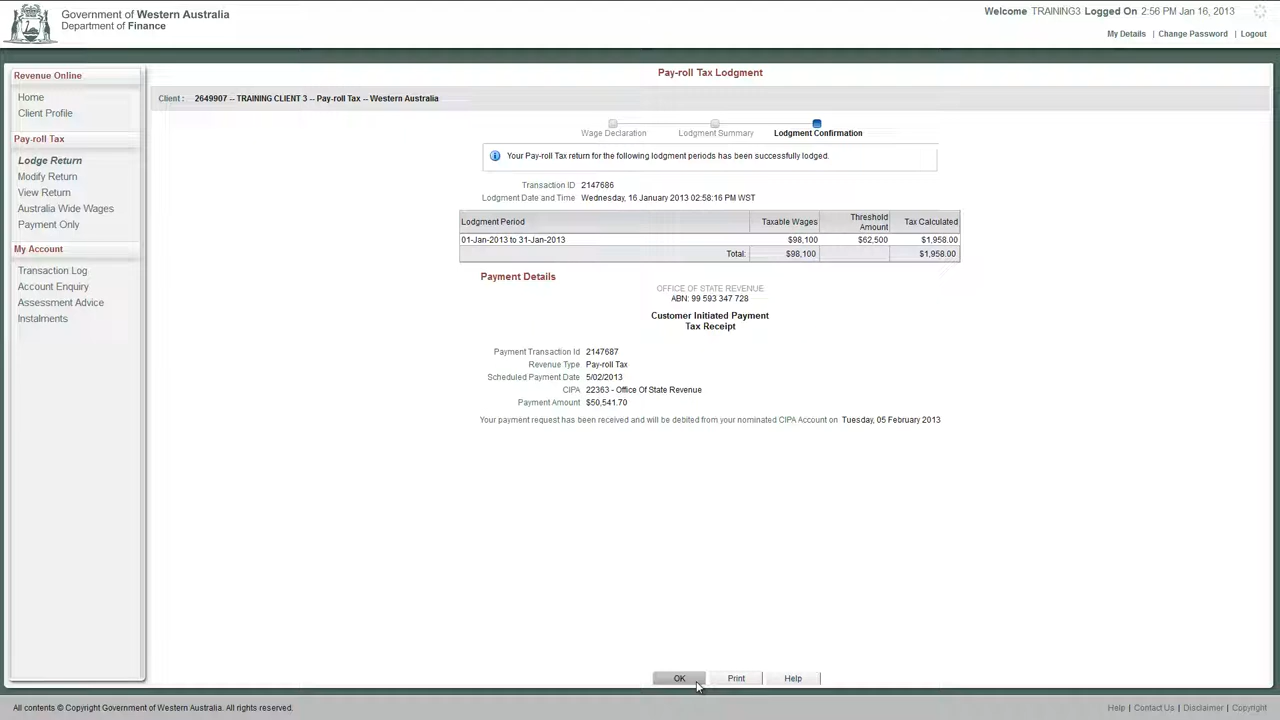 Government of Western Australia
Department of Finance
Welcome TRAINING3 Logged On 2:56 PM Jan 16, 2013
My Details | Change Password | Logout
Revenue Online
Home
Client Profile
Pay-roll Tax
Lodge Return
Modify Return
View Return
Australia Wide Wages
Payment Only
My Account
Transaction Log
Account Enquiry
Assessment Advice
Instalments
Pay-roll Tax Lodgment
Client : 2649907 -- TRAINING CLIENT 3 -- Pay-roll Tax -- Western Australia
Wage Declaration Lodgment Summary Lodgment Confirmation
Your Pay-roll Tax return for the following lodgment periods has been successfully lodged.
Transaction ID 2147686
Lodgment Date and Time Wednesday, 16 January 2013 02:58:16 PM WST
Lodgment Period Taxable Wages Threshold Amount Tax Calculated
01-Jan-2013 to 31-Jan-2013 $98,100 $62,500 $1,958.00
Total: $98,100 $1,958.00
Payment Details
OFFICE OF STATE REVENUE
ABN: 99 593 347 728
Customer Initiated Payment
Tax Receipt
Payment Transaction Id 2147687
Revenue Type Pay-roll Tax
Scheduled Payment Date 5/02/2013
CIPA 22363 - Office Of State Revenue
Payment Amount $50,541.70
Your payment request has been received and will be debited from your nominated CIPA Account on Tuesday, 05 February 2013
OK Print Help
All contents © Copyright Government of Western Australia. All rights reserved.
Help | Contact Us | Disclaimer | Copyright